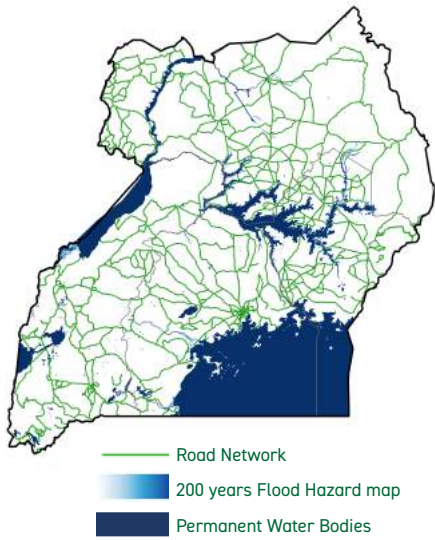 Road Network
200 years Flood Hazard map
Permanent Water Bodies